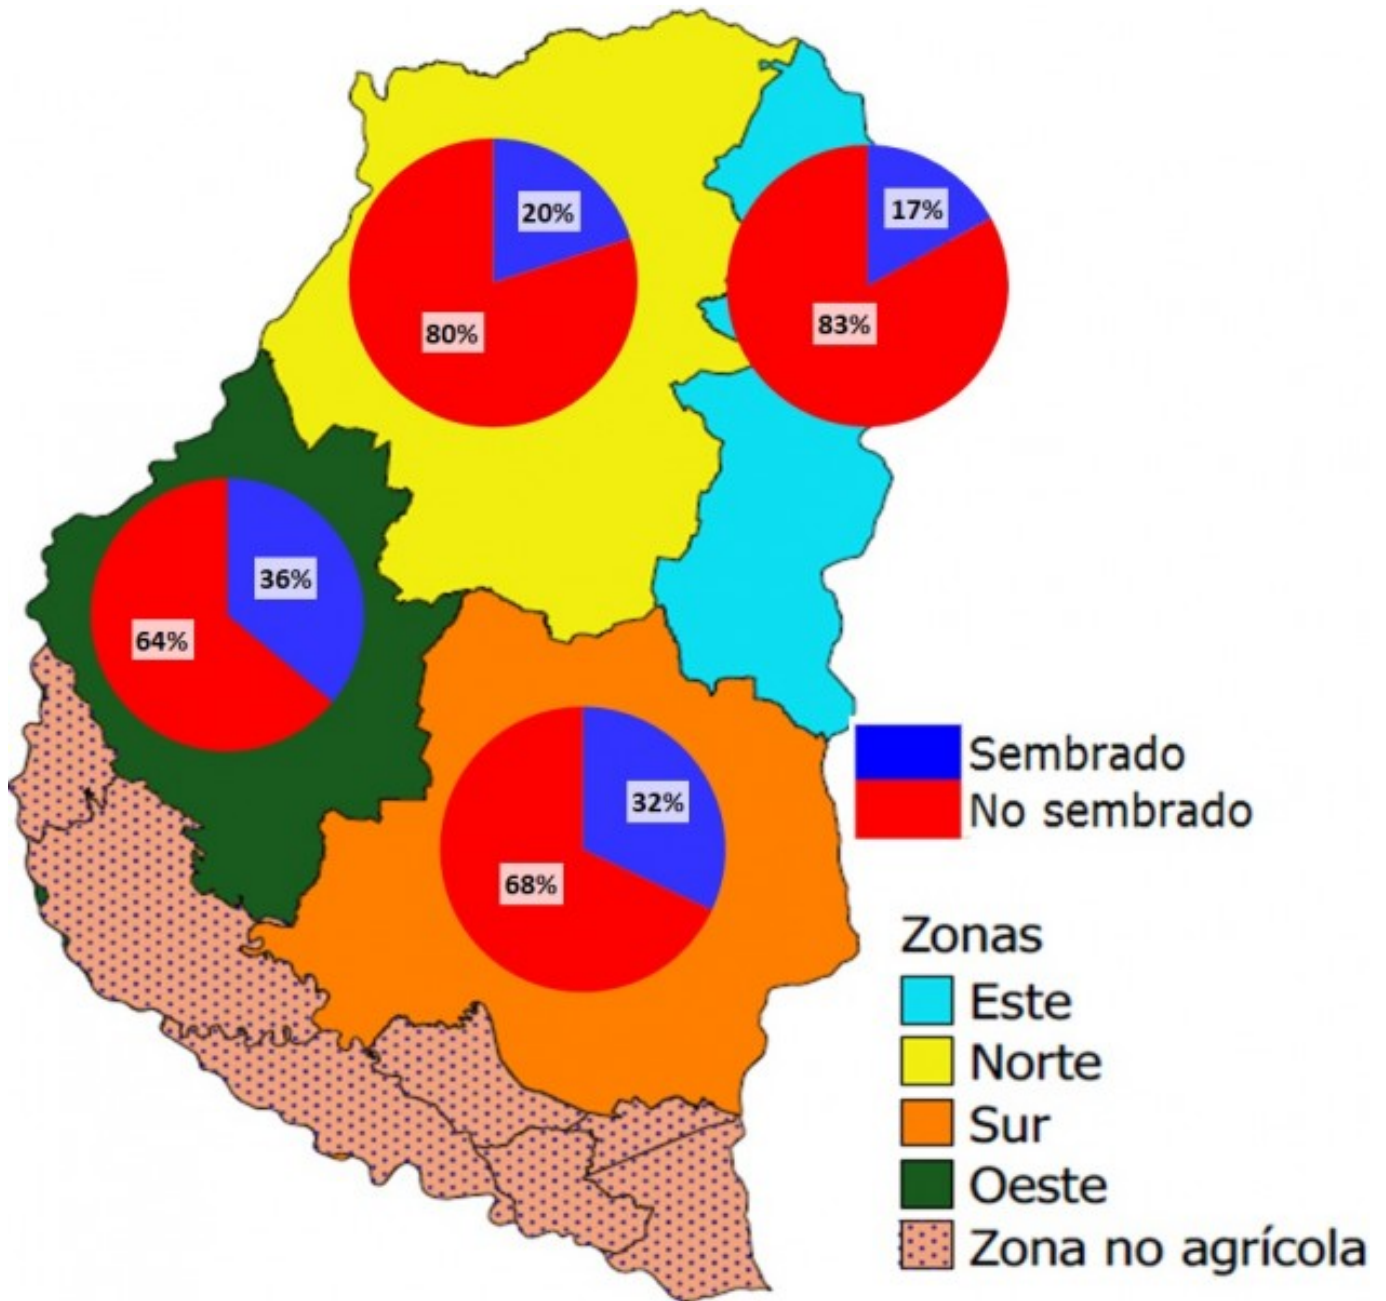 20%
80%
17%
83%
36%
64%
32%
68%
Sembrado
No sembrado
Zonas
Este
Norte
Sur
Oeste
Zona no agrícola